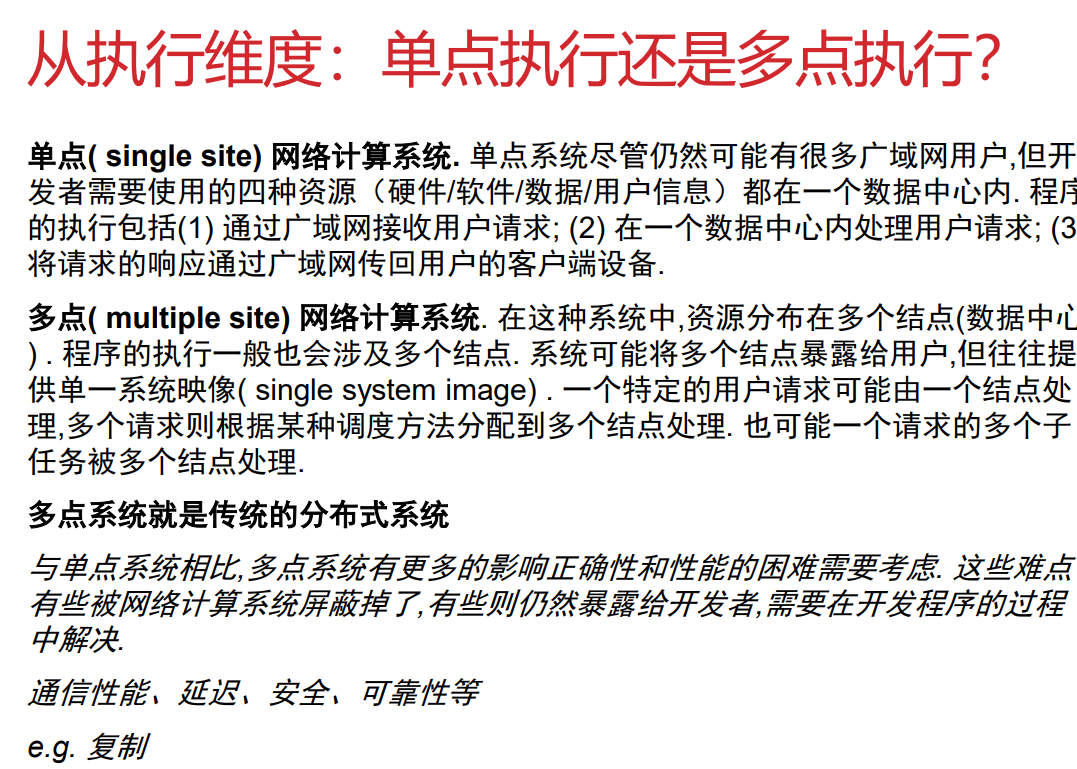 从执行维度：单点执行还是多点执行?
单点( single site) 网络计算系统. 单点系统尽管仍然可能有很多广域网用户,但开
发者需要使用的四种资源（硬件/软件/数据/用户信息）都在一个数据中心内. 程序
的执行包括(1) 通过广域网接收用户请求; (2) 在一个数据中心内处理用户请求; (3
将请求的响应通过广域网传回用户的客户端设备.
多点( multiple site) 网络计算系统. 在这种系统中,资源分布在多个结点(数据中心
) . 程序的执行一般也会涉及多个结点. 系统可能将多个结点暴露给用户,但往往提
供单一系统映像( single system image) . 一个特定的用户请求可能由一个结点处
理,多个请求则根据某种调度方法分配到多个结点处理. 也可能一个请求的多个子
任务被多个结点处理.
多点系统就是传统的分布式系统
与单点系统相比,多点系统有更多的影响正确性和性能的困难需要考虑. 这些难点
有些被网络计算系统屏蔽掉了,有些则仍然暴露给开发者,需要在开发程序的过程
中解决.
通信性能、延迟、安全、可靠性等
e.g. 复制